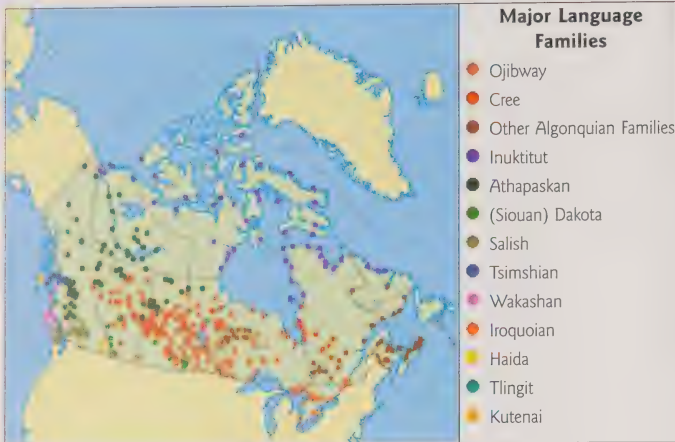 Major Language
Families
Ojibway
Cree
Other Algonquian Families
Inuktitut
Athapaskan
(Siouan) Dakota
Salish
Tsimshian
Wakashan
Iroquoian
Haida
Tlingit
Kutenai